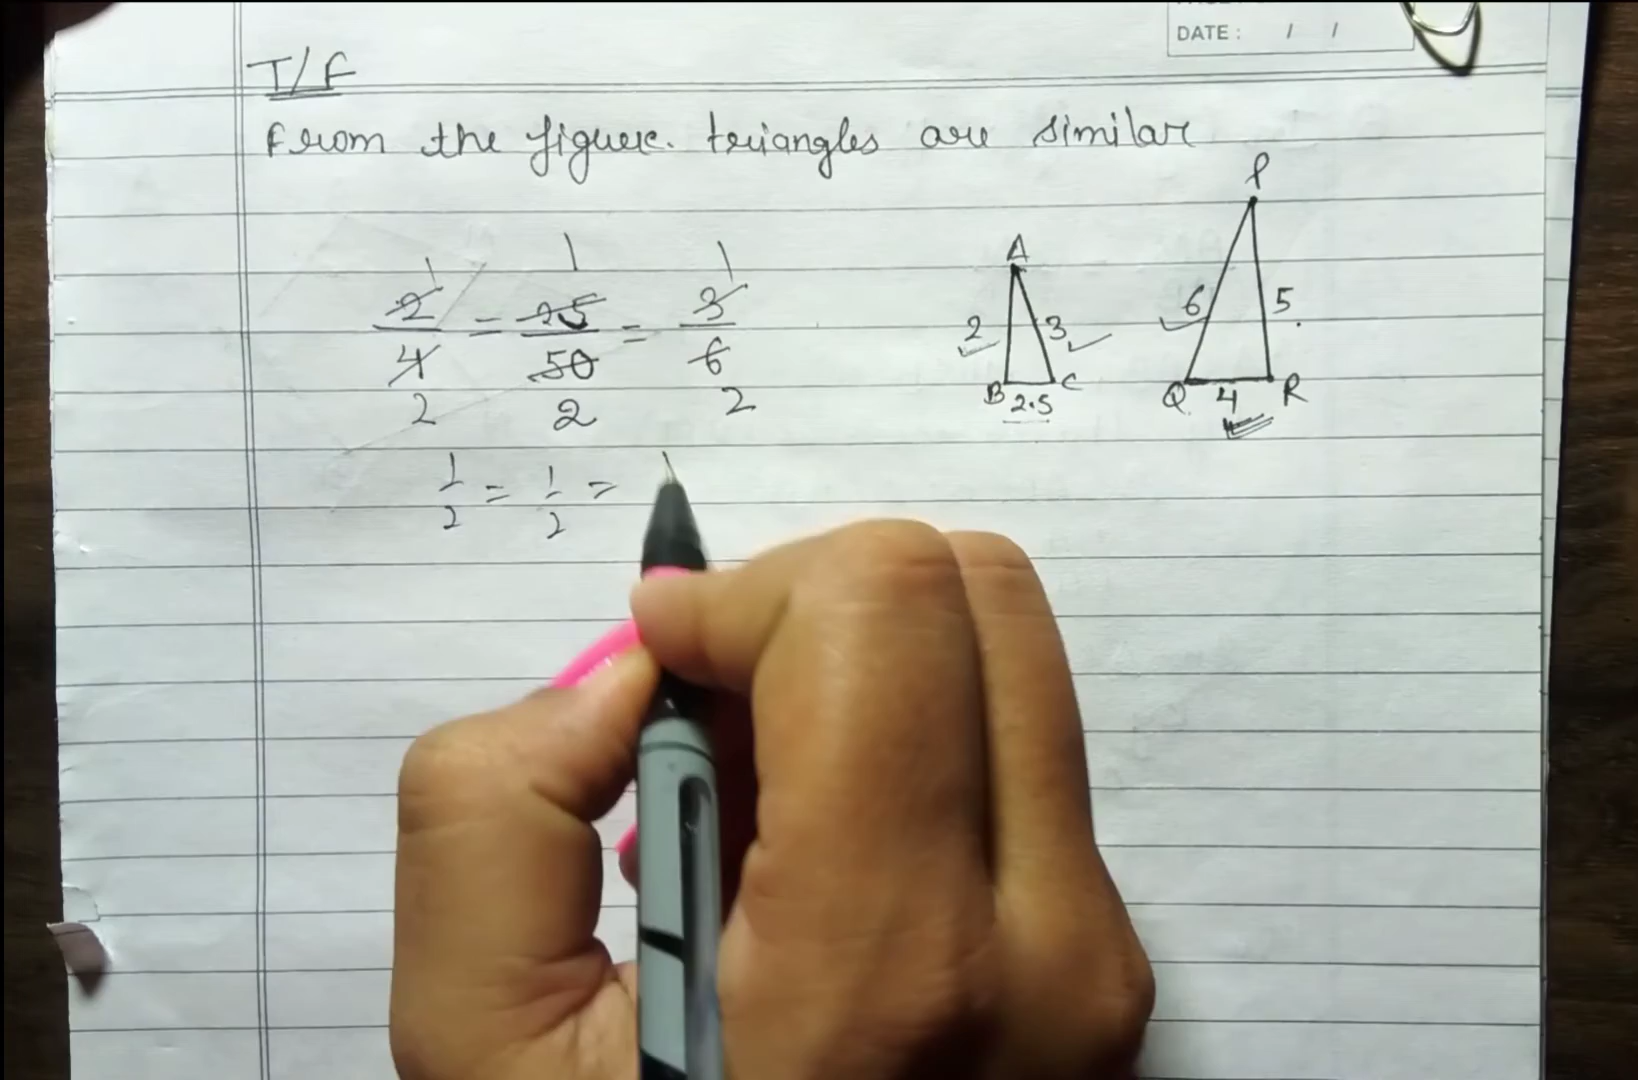 DATE : / /
T/F
From the figure. triangles are similar
1 1 1
2/4 = 25/50 = 3/6
2 2 2
1/2 = 1/2 =
A
2 3
B C
2.5
P
6 5
Q 4 R